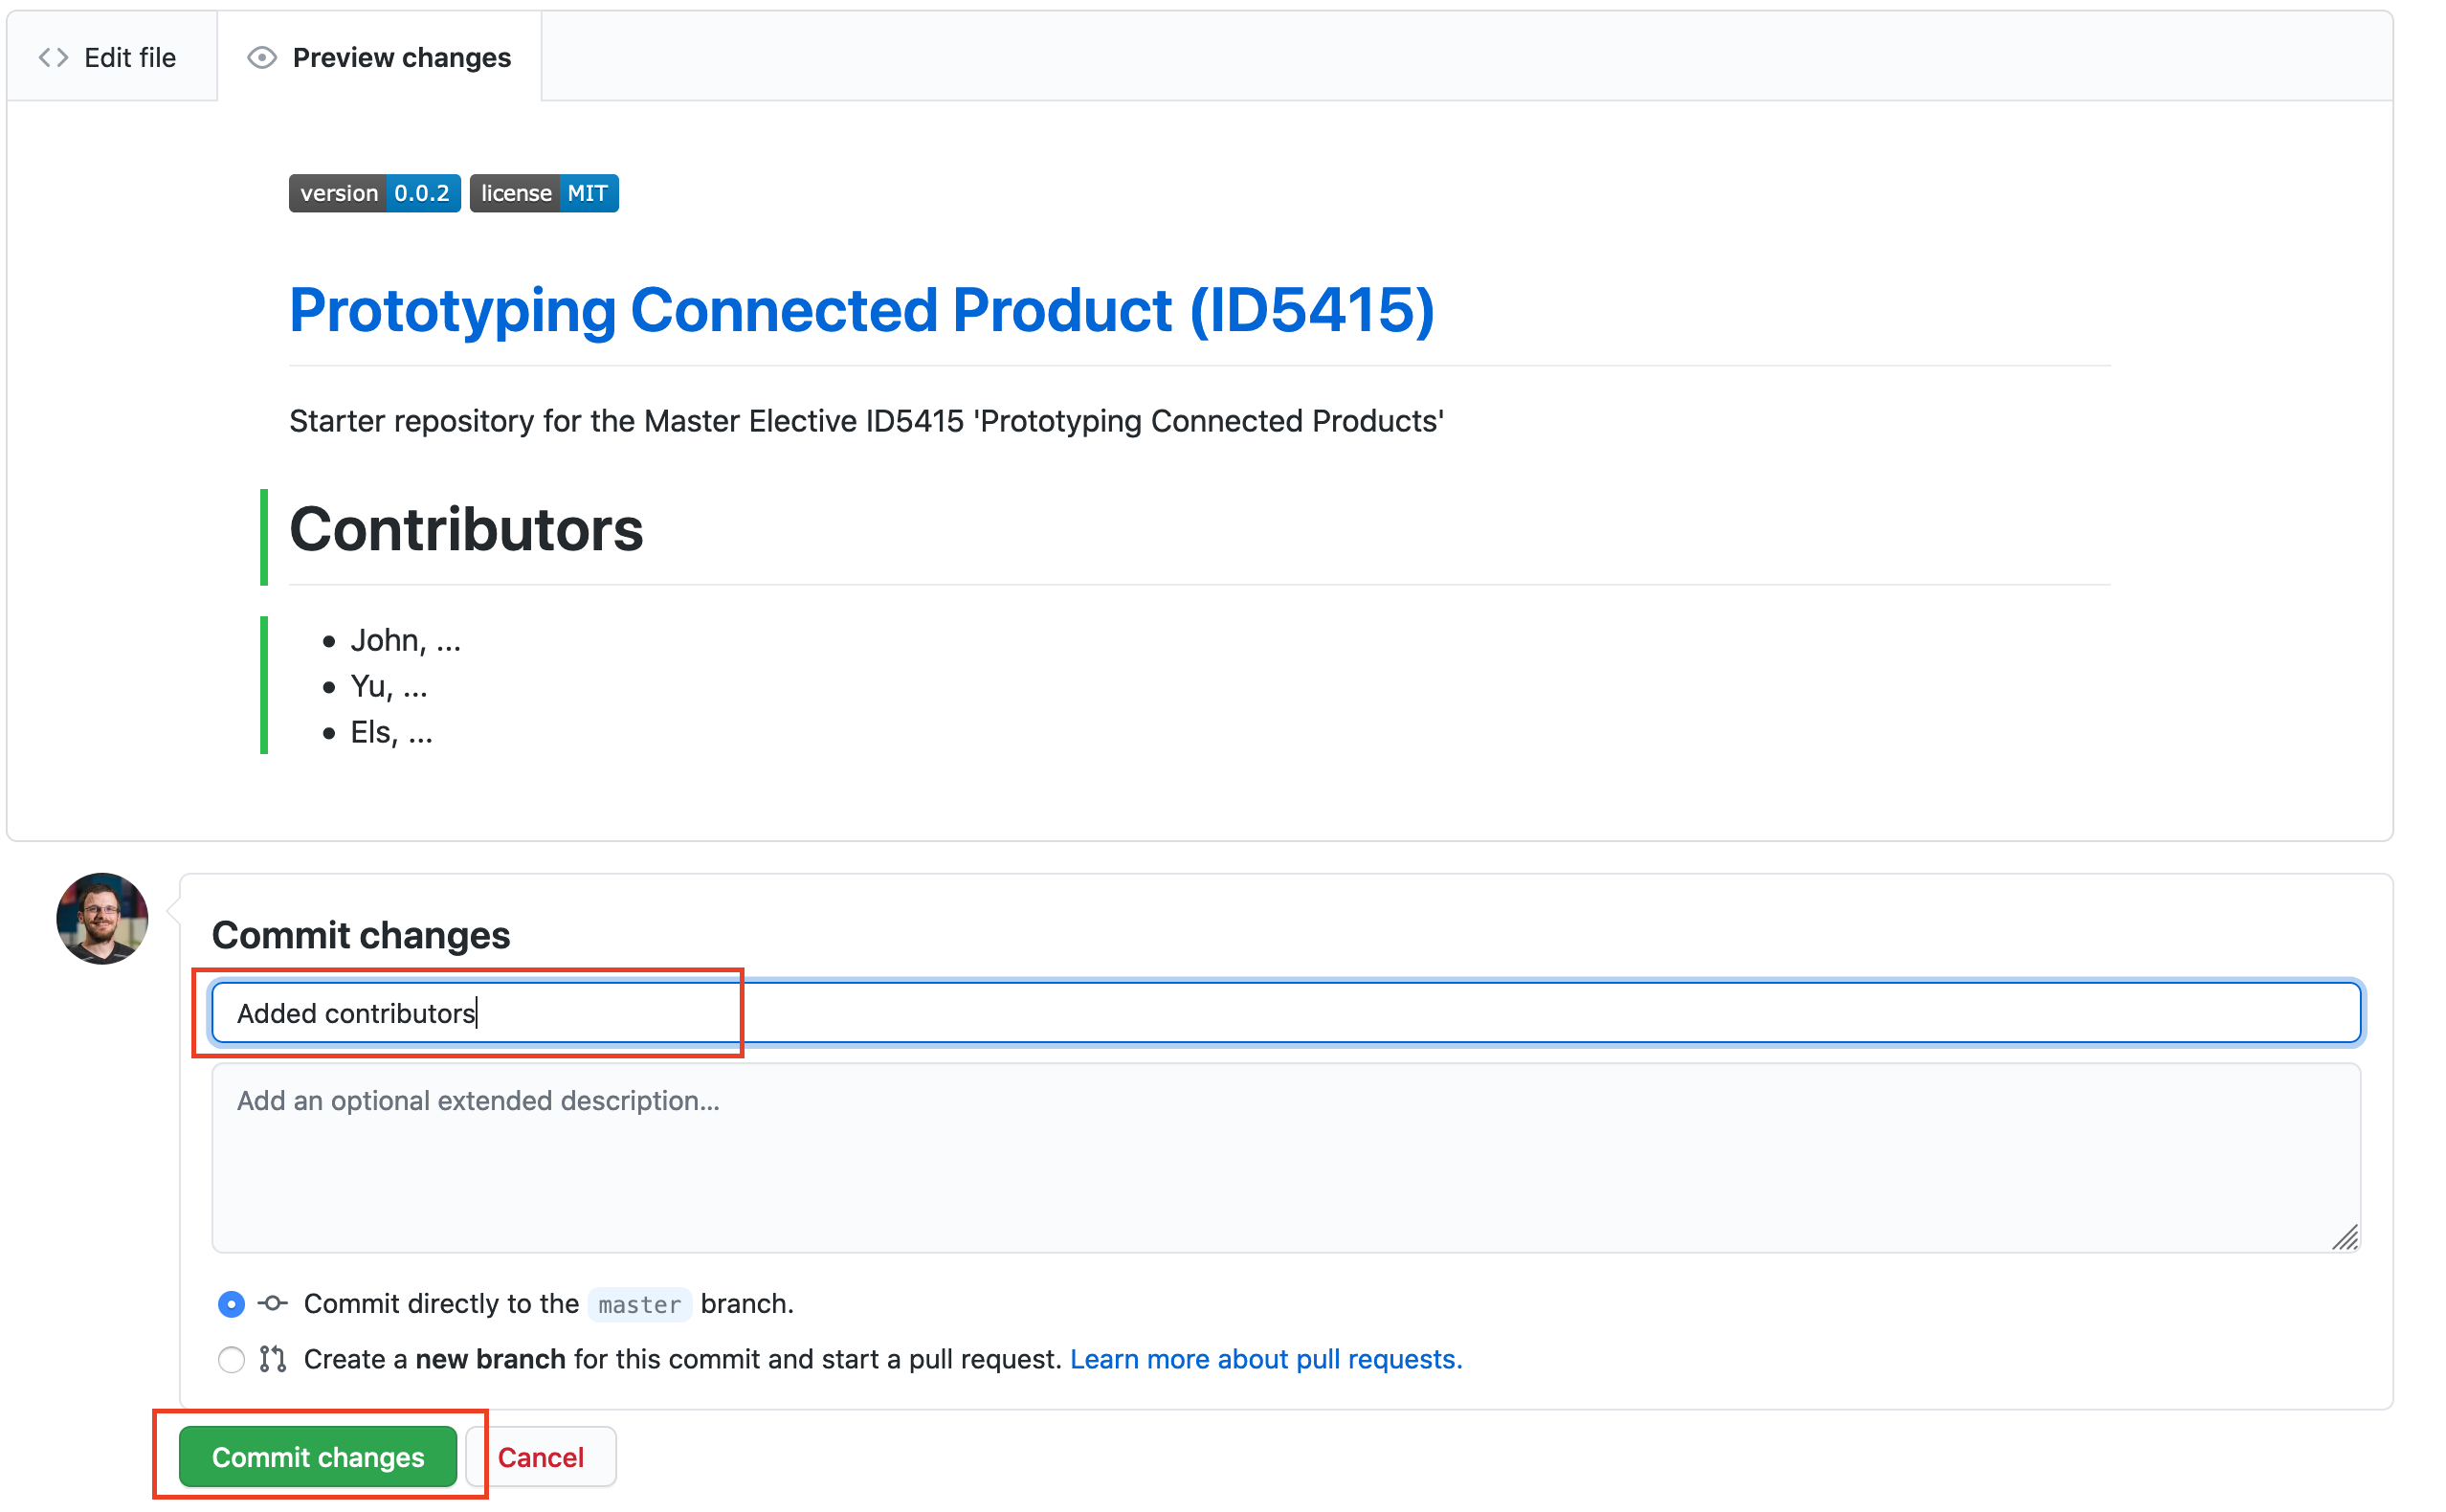 Edit file
Preview changes
version 0.0.2 license MIT
Prototyping Connected Product (ID5415)
Starter repository for the Master Elective ID5415 'Prototyping Connected Products'
Contributors
John, ...
Yu, ...
Els, ...
Commit changes
Added contributors
Add an optional extended description...
Commit directly to the master branch.
Create a new branch for this commit and start a pull request. Learn more about pull requests.
Commit changes
Cancel